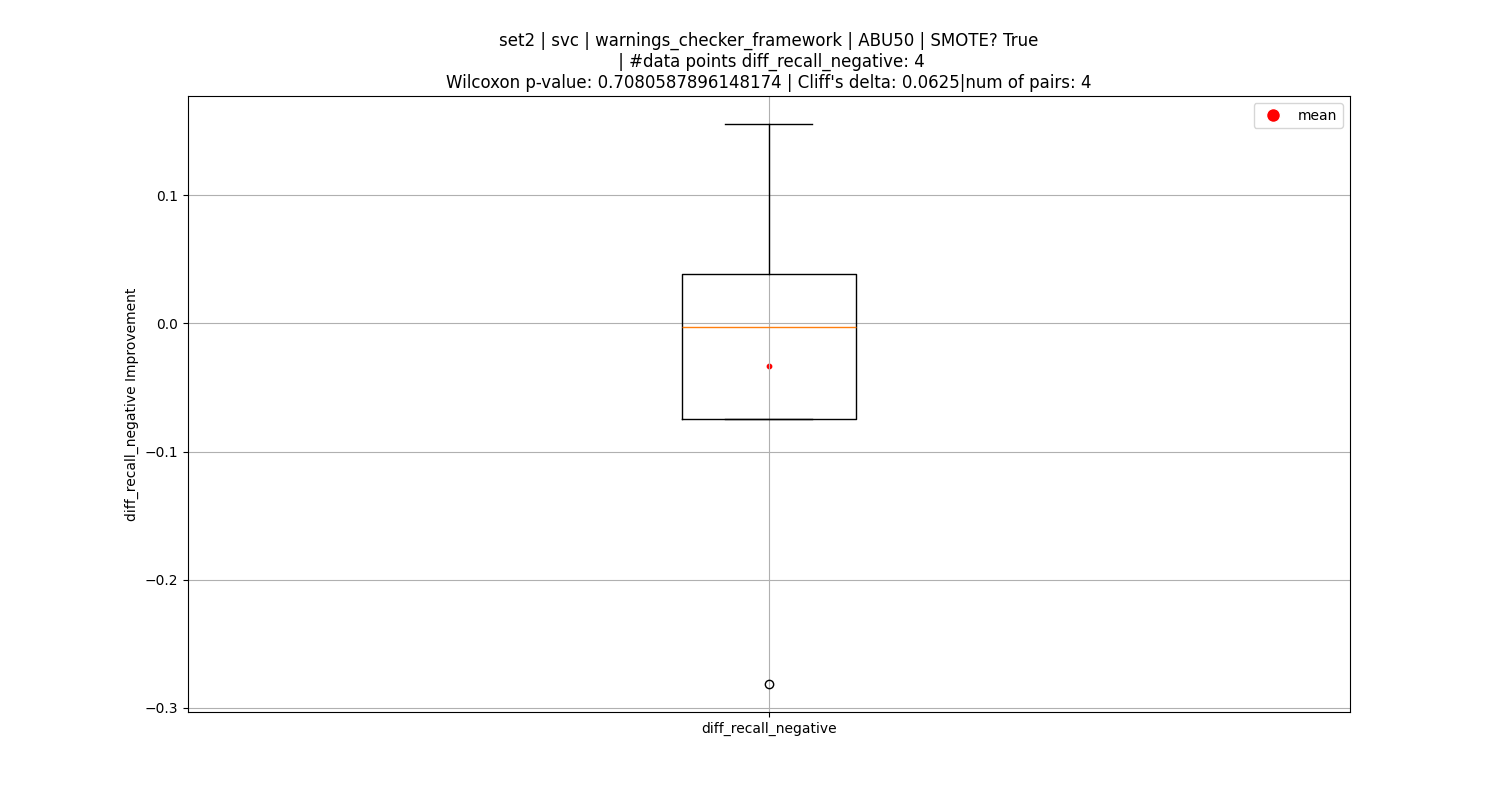 set2 | svc | warnings_checker_framework | ABU50 | SMOTE? True
| #data points diff_recall_negative: 4
Wilcoxon p-value: 0.7080587896148174 | Cliff's delta: 0.0625|num of pairs: 4
mean
0.1
0.0
−0.1
−0.2
−0.3
diff_recall_negative Improvement
diff_recall_negative